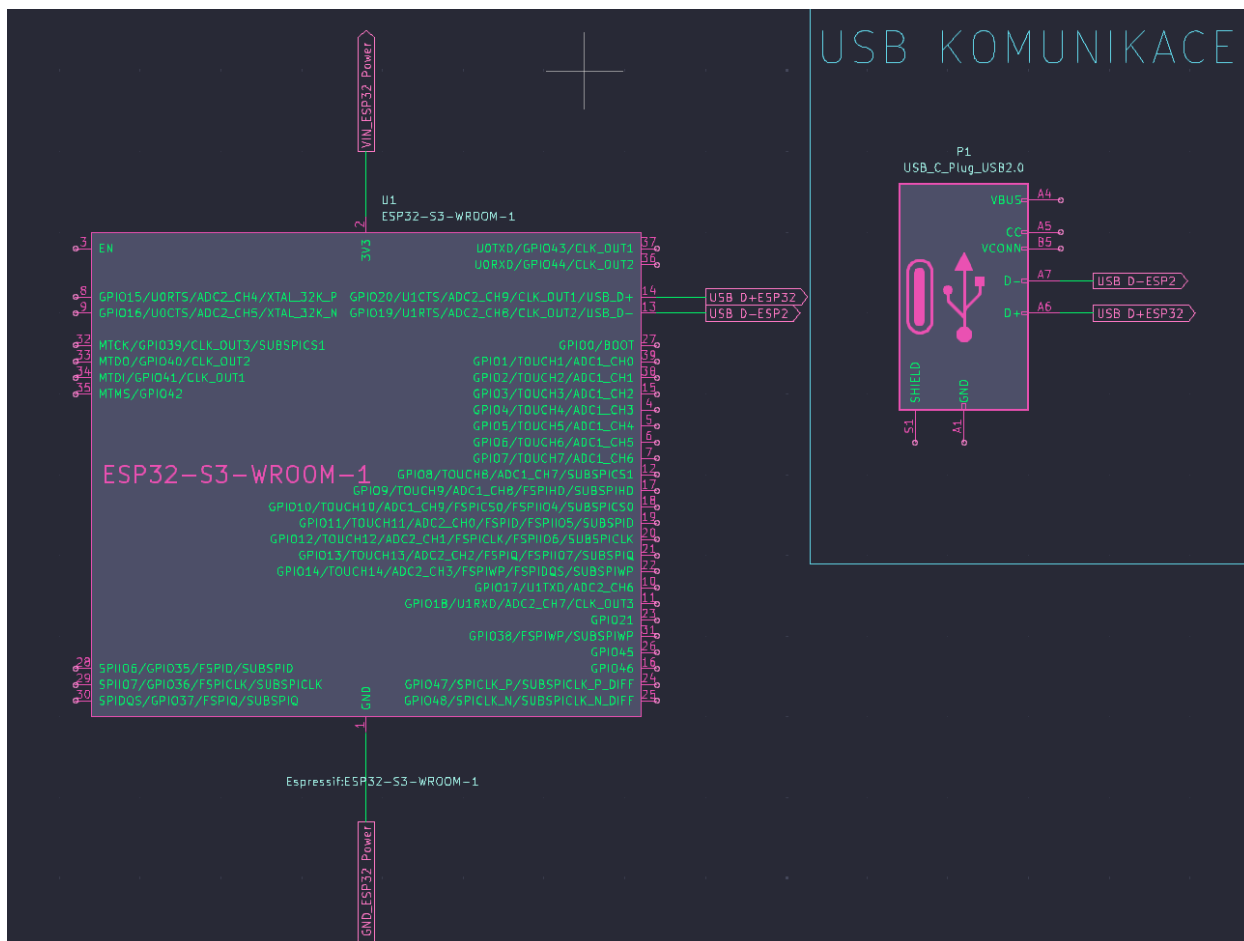 USB KOMUNIKACE
VIN_ESP32 Power
P1
USB_C_Plug_USB2.0
U1
ESP32-S3-WROOM-1
2
3V3
3 EN
UOTXD/GPIO43/CLK_OUT1 37
UORXD/GPIO44/CLK_OUT2 36
8 GPIO15/U0RTS/ADC2_CH4/XTAL_32K_P
GPIO20/U1CTS/ADC2_CH9/CLK_OUT1/USB_D+ 14
USB D+ESP32
9 GPIO16/U0CTS/ADC2_CH5/XTAL_32K_N
GPIO19/U1RTS/ADC2_CH8/CLK_OUT2/USB_D- 13
USB D-ESP2
32 MTCK/GPIO39/CLK_OUT3/SUBSPICS1
33 MTDO/GPIO40/CLK_OUT2
34 MTDI/GPIO41/CLK_OUT1
35 MTMS/GPIO42
GPIO0/BOOT 27
GPIO1/TOUCH1/ADC1_CH0 39
GPIO2/TOUCH2/ADC1_CH1 38
GPIO3/TOUCH3/ADC1_CH2 15
GPIO4/TOUCH4/ADC1_CH3 4
GPIO5/TOUCH5/ADC1_CH4 5
GPIO6/TOUCH6/ADC1_CH5 6
GPIO7/TOUCH7/ADC1_CH6 7
ESP32-S3-WROOM-1
GPIO8/TOUCH8/ADC1_CH7/SUBSPICS1 12
GPIO9/TOUCH9/ADC1_CH8/FSPIHD/SUBSPIHD 17
GPIO10/TOUCH10/ADC1_CH9/FSPICS0/FSPIIO4/SUBSPICS0 18
GPIO11/TOUCH11/ADC2_CH0/FSPID/FSPIIO5/SUBSPID 19
GPIO12/TOUCH12/ADC2_CH1/FSPICLK/FSPIIO6/SUBSPICLK 20
GPIO13/TOUCH13/ADC2_CH2/FSPIQ/FSPIIO7/SUBSPIQ 21
GPIO14/TOUCH14/ADC2_CH3/FSPIWP/FSPIDQS/SUBSPIWP 22
GPIO17/U1TXD/ADC2_CH6 10
GPIO18/U1RXD/ADC2_CH7/CLK_OUT3 11
GPIO21 23
GPIO38/FSPIWP/SUBSPIWP 31
GPIO45 26
GPIO46 16
28 SPIIO6/GPIO35/FSPID/SUBSPID
29 SPIIO7/GPIO36/FSPICLK/SUBSPICLK
30 SPIDQS/GPIO37/FSPIQ/SUBSPIQ
GPIO47/SPICLK_P/SUBSPICLK_P_DIFF 24
GPIO48/SPICLK_N/SUBSPICLK_N_DIFF 25
GND
1
Espressif:ESP32-S3-WROOM-1
GND_ESP32 Power
VBUS A4
CC A5
VCONN B5
D- A7
USB D-ESP2
D+ A6
USB D+ESP32
SHIELD
GND
S1
A1